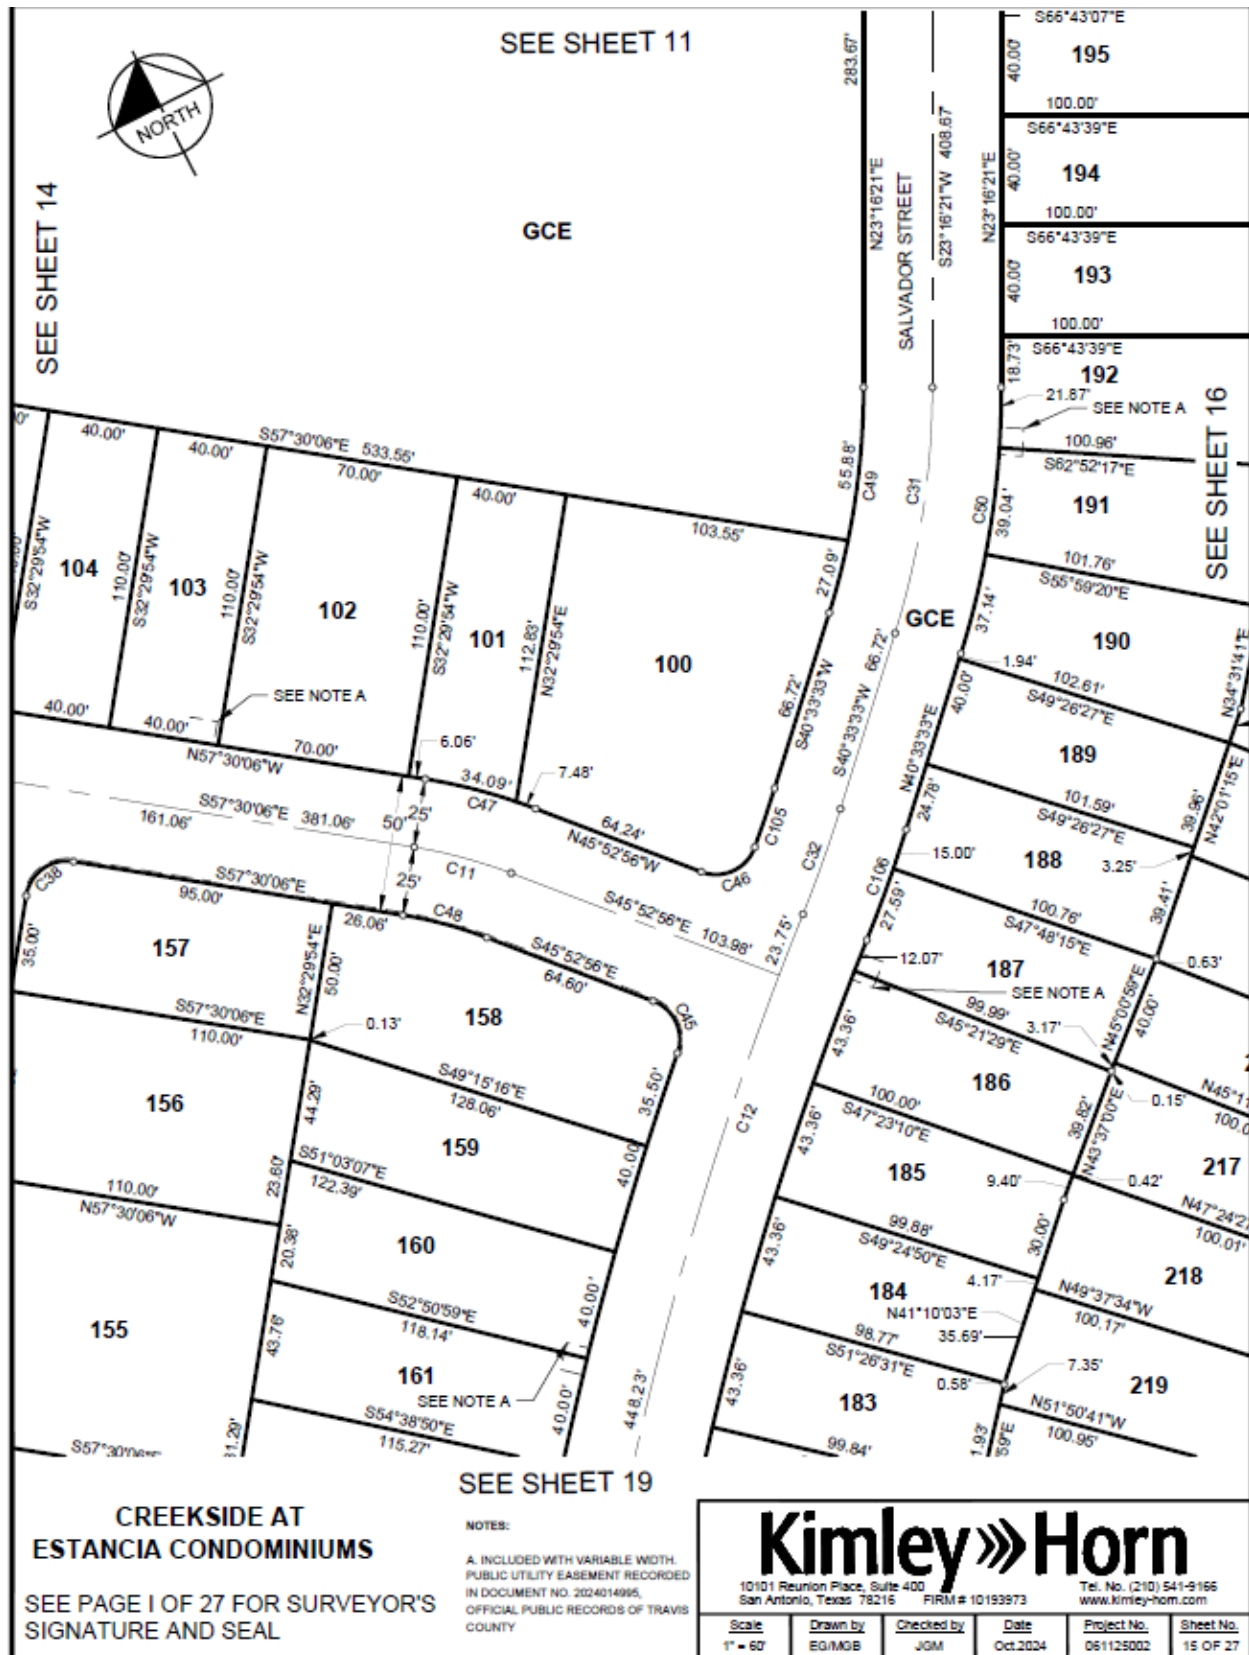 SEE SHEET 11
NORTH
SEE SHEET 14
GCE
283.67'
N23°16'21"E
SALVADOR STREET
S23°16'21"W 408.67'
N23°16'21"E
S66°43'07"E
40.00'
195
100.00'
S66°43'39"E
40.00'
194
100.00'
S66°43'39"E
40.00'
193
100.00'
S66°43'39"E
18.73'
192
21.87'
SEE NOTE A
100.96'
S62°52'17"E
SEE SHEET 16
55.88'
C49
C31
C50
39.04'
191
101.76'
S55°59'20"E
40.00'
40.00'
S57°30'06"E 533.55'
70.00'
40.00'
103.55'
27.09'
S32°29'54"W
104
110.00'
S32°29'54"W
103
110.00'
S32°29'54"W
102
110.00'
S32°29'54"W
101
112.83'
N32°29'54"E
100
GCE
37.14'
190
1.94'
102.61'
S49°26'27"E
N34°31'41"E
66.72'
S40°33'33"W
66.72'
S40°33'33"W
40.00'
N40°33'33"E
SEE NOTE A
40.00'
40.00'
70.00'
N57°30'06"W
6.06'
34.09'
C47
7.48'
64.24'
N45°52'56"W
C46
C105
C32
24.78'
189
101.59'
S49°26'27"E
39.96'
N42°01'15"E
S57°30'06"E 381.06'
161.06'
50'
25'
25'
C11
S45°52'56"E 103.98'
23.75'
C106
15.00'
188
3.25'
27.59'
100.76'
S47°48'15"E
39.41'
C38
S57°30'06"E
95.00'
26.06'
C48
S45°52'56"E
64.60'
C45
12.07'
187
0.63'
SEE NOTE A
99.99'
S45°21'29"E
3.17'
N45°00'59"E
40.00'
35.00'
157
N32°29'54"E
50.00'
0.13'
158
S57°30'06"E
110.00'
S49°15'16"E
128.06'
35.50'
C12
43.36'
186
0.15'
N45°11
100.0
156
44.29'
159
100.00'
S47°23'10"E
39.82'
N43°37'00"E
217
S51°03'07"E
122.39'
40.00'
43.36'
185
9.40'
0.42'
N47°24'27
100.01'
110.00'
N57°30'06"W
23.60'
20.38'
160
99.88'
S49°24'50"E
30.00'
4.17'
218
N49°37'34"W
100.17'
S52°50'59"E
118.14'
40.00'
43.36'
184
N41°10'03"E
35.69'
155
43.76'
161
SEE NOTE A
98.77'
S51°26'31"E
0.58'
7.35'
219
N51°50'41"W
100.95'
S54°38'50"E
115.27'
40.00'
448.23'
43.36'
183
99.84'
1.93'
59"E
S57°30'06"E
31.29'
SEE SHEET 19
CREEKSIDE AT
ESTANCIA CONDOMINIUMS
SEE PAGE I OF 27 FOR SURVEYOR'S
SIGNATURE AND SEAL
NOTES:
A. INCLUDED WITH VARIABLE WIDTH.
PUBLIC UTILITY EASEMENT RECORDED
IN DOCUMENT NO. 2024014995,
OFFICIAL PUBLIC RECORDS OF TRAVIS
COUNTY
Kimley»Horn
10101 Reunion Place, Suite 400
San Antonio, Texas 78216 FIRM # 10193973
Tel. No. (210) 541-9166
www.kimley-horn.com
Scale Drawn by Checked by Date Project No. Sheet No.
1" = 60' EG/MGB JGM Oct.2024 061125002 15 OF 27